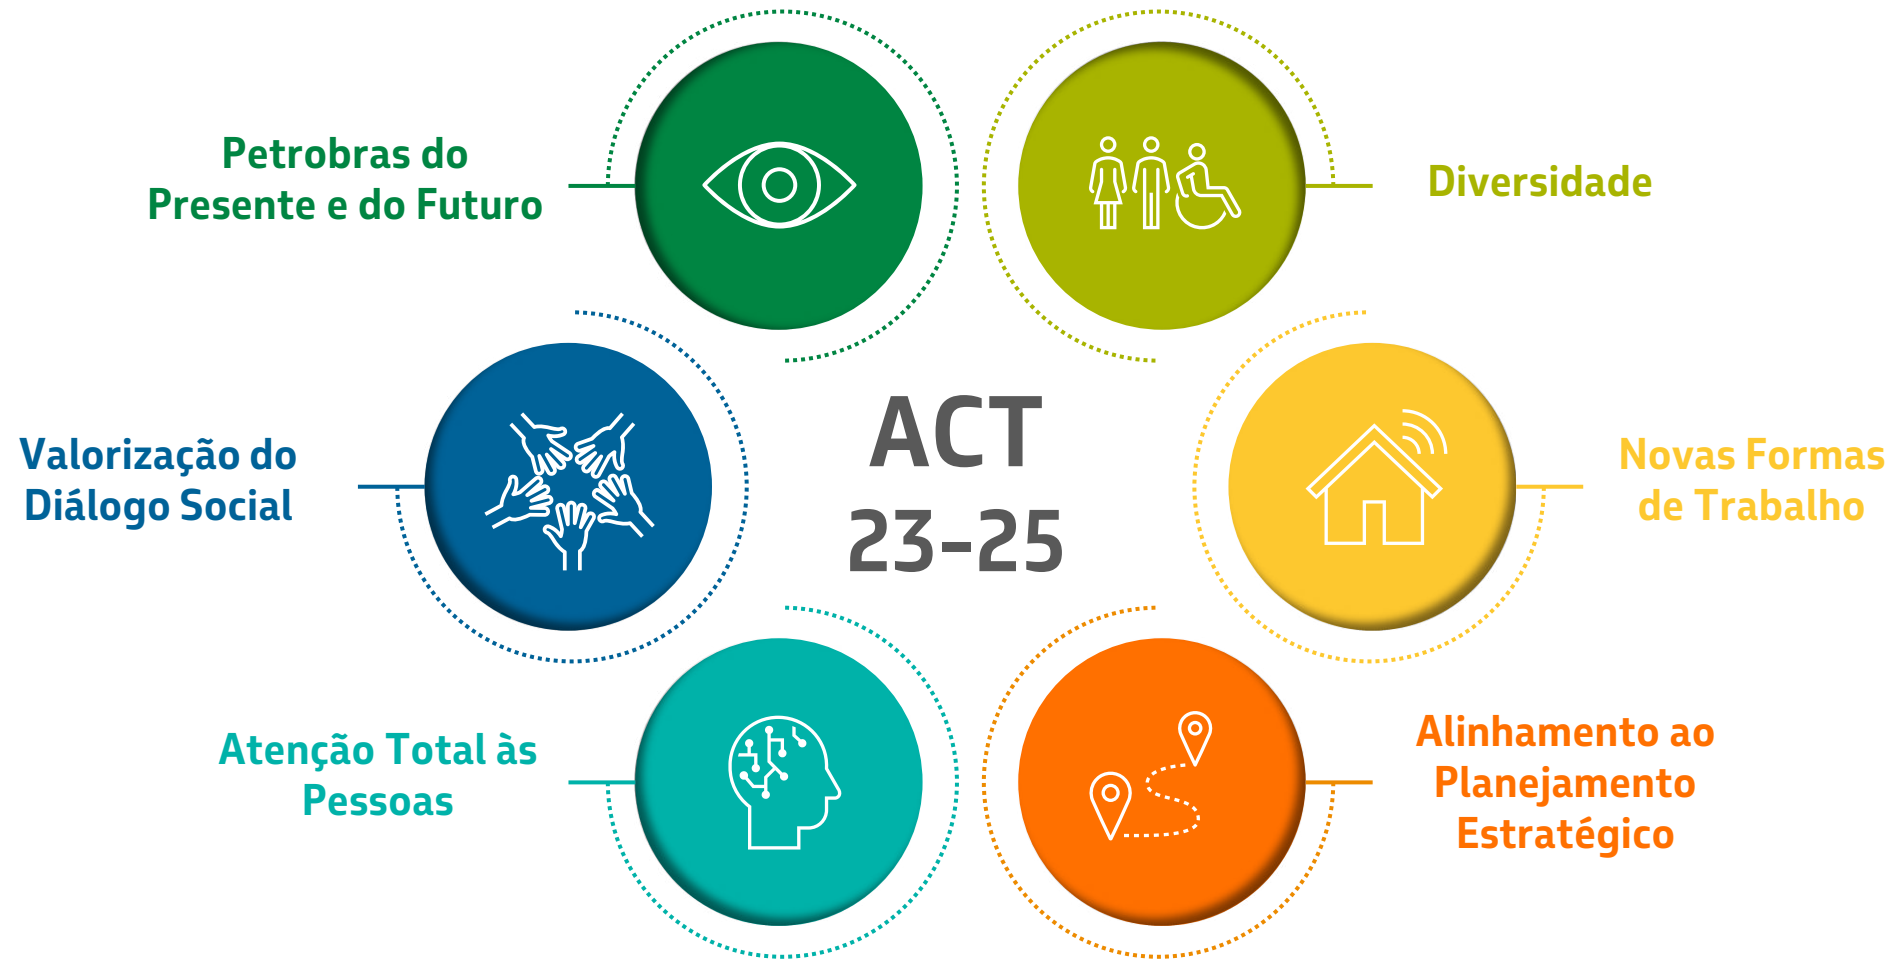 Petrobras do
Presente e do Futuro
Diversidade
Valorização do
Diálogo Social
ACT
23-25
Novas Formas
de Trabalho
Atenção Total às
Pessoas
Alinhamento ao
Planejamento
Estratégico